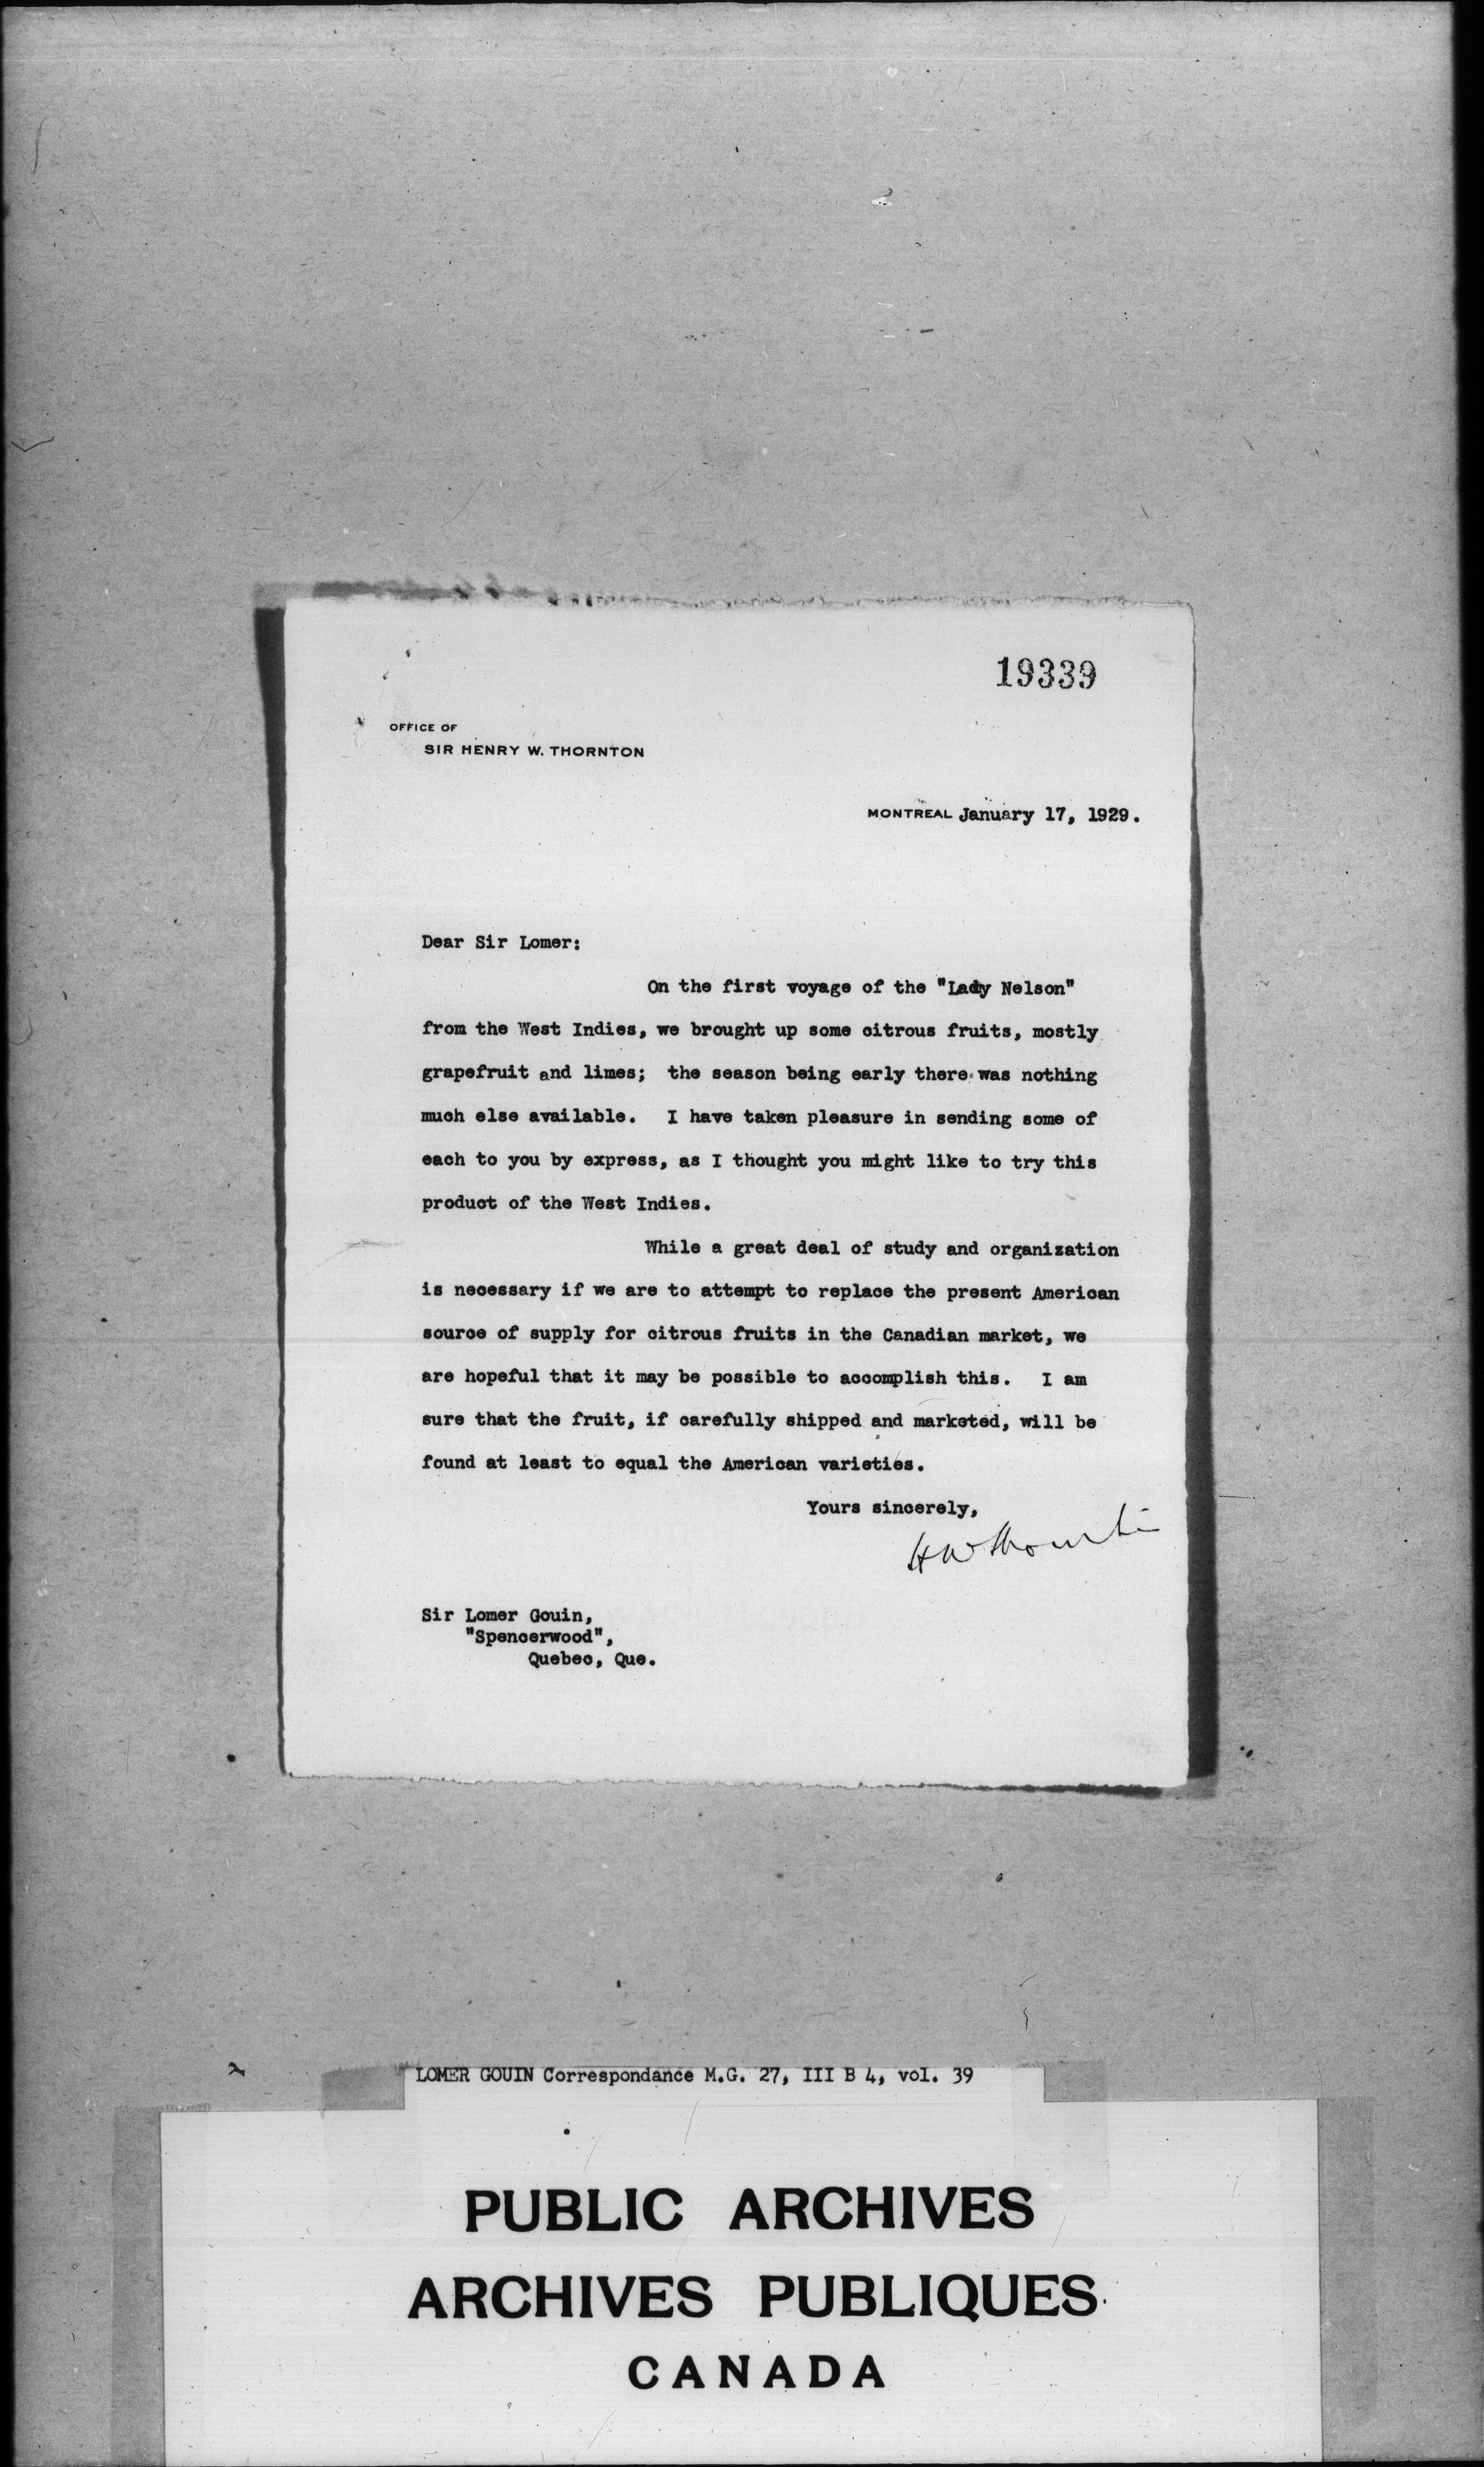 19339
OFFICE OF
SIR HENRY W. THORNTON
MONTREAL January 17, 1929.
Dear Sir Lomer:
On the first voyage of the "Lady Nelson"
from the West Indies, we brought up some citrous fruits, mostly
grapefruit and limes; the season being early there was nothing
much else available. I have taken pleasure in sending some of
each to you by express, as I thought you might like to try this
product of the West Indies.
While a great deal of study and organization
is necessary if we are to attempt to replace the present American
source of supply for citrous fruits in the Canadian market, we
are hopeful that it may be possible to accomplish this. I am
sure that the fruit, if carefully shipped and marketed, will be
found at least to equal the American varieties.
Yours sincerely,
HWThornton
Sir Lomer Gouin,
"Spencerwood",
Quebec, Que.
LOMER GOUIN Correspondance M.G. 27, III B 4, vol. 39
PUBLIC ARCHIVES
ARCHIVES PUBLIQUES
CANADA